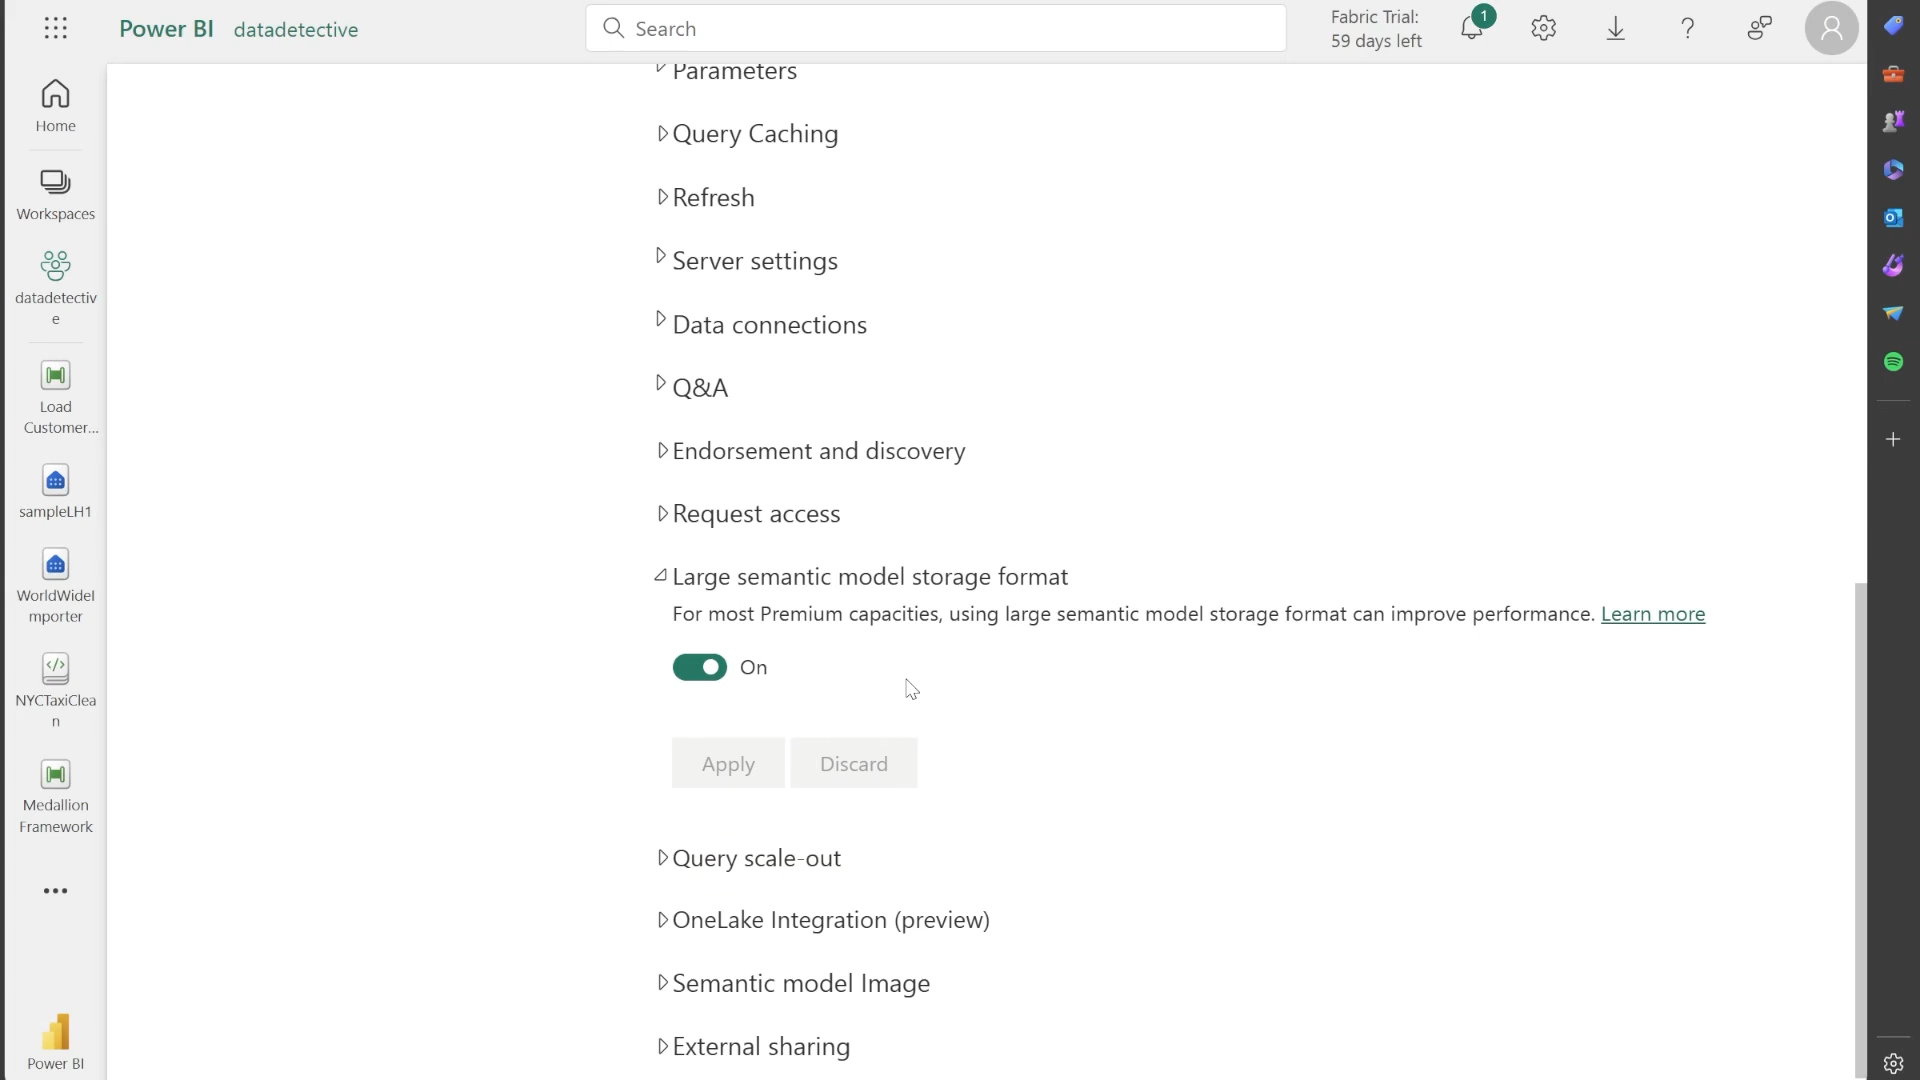 Power BI datadetective
Search
Fabric Trial:
59 days left
1
Home
Workspaces
datadetectiv
e
Load
Customer...
sampleLH1
WorldWideI
mporter
NYCTaxiClea
n
Medallion
Framework
Power BI
Parameters
Query Caching
Refresh
Server settings
Data connections
Q&A
Endorsement and discovery
Request access
Large semantic model storage format
For most Premium capacities, using large semantic model storage format can improve performance. Learn more
On
Apply Discard
Query scale-out
OneLake Integration (preview)
Semantic model Image
External sharing